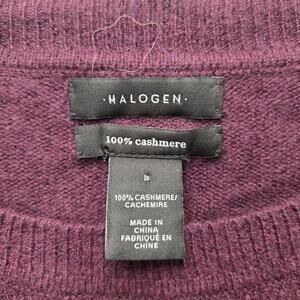 ·HALOGEN·
100% cashmere
100% CASHMERE/
CACHEMIRE
MADE IN
CHINA
FABRIQUÉ EN
CHINE